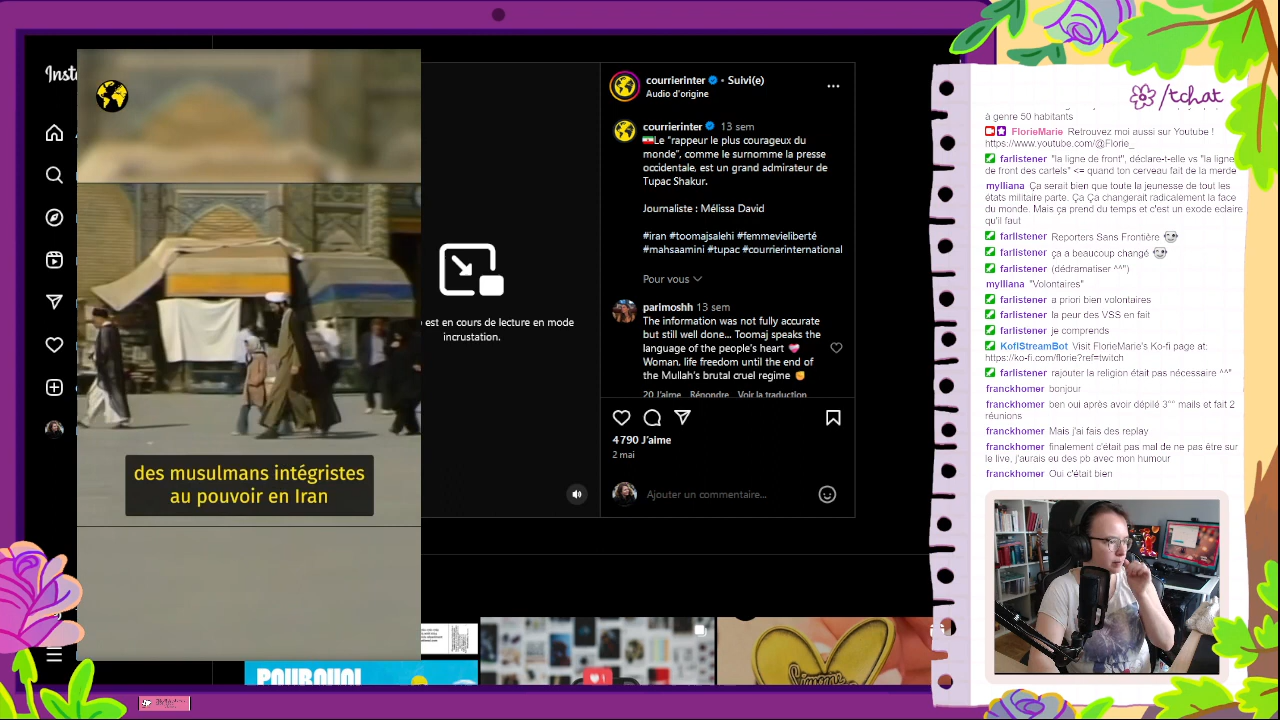 Insta
des musulmans intégristes
au pouvoir en Iran
est en cours de lecture en mode
incrustation.
courrierinter • Suivi(e)
Audio d'origine
courrierinter 13 sem
Le "rappeur le plus courageux du
monde", comme le surnomme la presse
occidentale, est un grand admirateur de
Tupac Shakur.
Journaliste : Mélissa David
#iran #toomajsalehi #femmevieliberté
#mahsaamini #tupac #courrierinternational
Pour vous
parimoshh 13 sem
The information was not fully accurate
but still well done... Toomaj speaks the
language of the people's heart
Woman. life freedom until the end of
the Mullah's brutal cruel regime
20 J'aime Répondre Voir la traduction
4 790 J'aime
2 mai
Ajouter un commentaire...
POURQUOI
Simone
/tchat
à genre 50 habitants
FlorieMarie Retrouvez moi aussi sur Youtube !
https://www.youtube.com/@Florie_
farlistener "la ligne de front", déclare-t-elle vs "la ligne
de front des cartels" <= quand ton cerveau fait de la merde
mylliana Ça serait bien que toute la jeunesse de tout les
états militaire parte. Ça Ça changerait radicalement la face
du monde. Mais ça prend du temps et c'est un exode eclaire
qu'il faut
farlistener Reporters Sans Frontière
farlistener ça a beaucoup changé
farlistener (dédramatiser ^^")
mylliana "Volontaires"
farlistener a priori bien volontaires
farlistener la peur des VSS en fait
farlistener je comprends
KofiStreamBot Visit FlorieMarie's Ko-fi page at:
https://ko-fi.com/florie?ref=twitch
farlistener rajouter la religion était pas nécessaire ^^"
franckhomer bonjour
franckhomer ben oui après avoir dépilé 3°° mails et fait 2
réunions
franckhomer Mais j'ai fais des replay
franckhomer finalement c'était pas mal de ne pas être sur
le live, j'aurais eu des pb avec mon humour
franckhomer Oui c'était bien